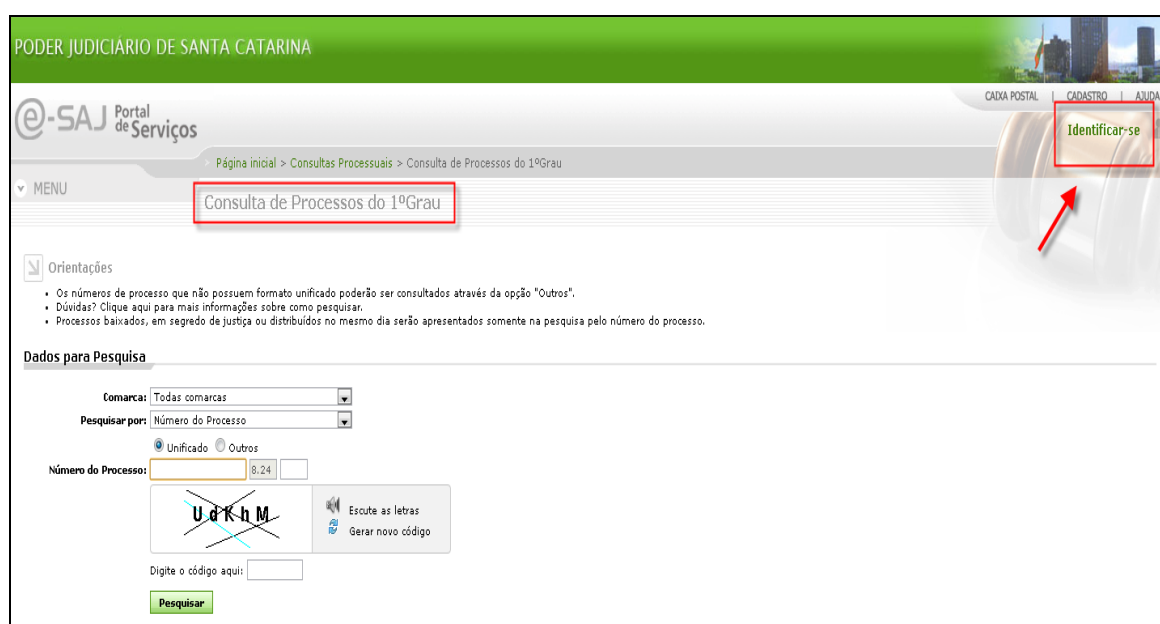 PODER JUDICIÁRIO DE SANTA CATARINA
CAIXA POSTAL | CADASTRO | AJUDA
e-SAJ Portal de Serviços
Identificar-se
> Página inicial > Consultas Processuais > Consulta de Processos do 1ºGrau
MENU
Consulta de Processos do 1ºGrau
Orientações
• Os números de processo que não possuem formato unificado poderão ser consultados através da opção "Outros".
• Dúvidas? Clique aqui para mais informações sobre como pesquisar.
• Processos baixados, em segredo de justiça ou distribuídos no mesmo dia serão apresentados somente na pesquisa pelo número do processo.
Dados para Pesquisa
Comarca: Todas comarcas
Pesquisar por: Número do Processo
Unificado Outros
Número do Processo: 8.24
UdKhM
Escute as letras
Gerar novo código
Digite o código aqui:
Pesquisar